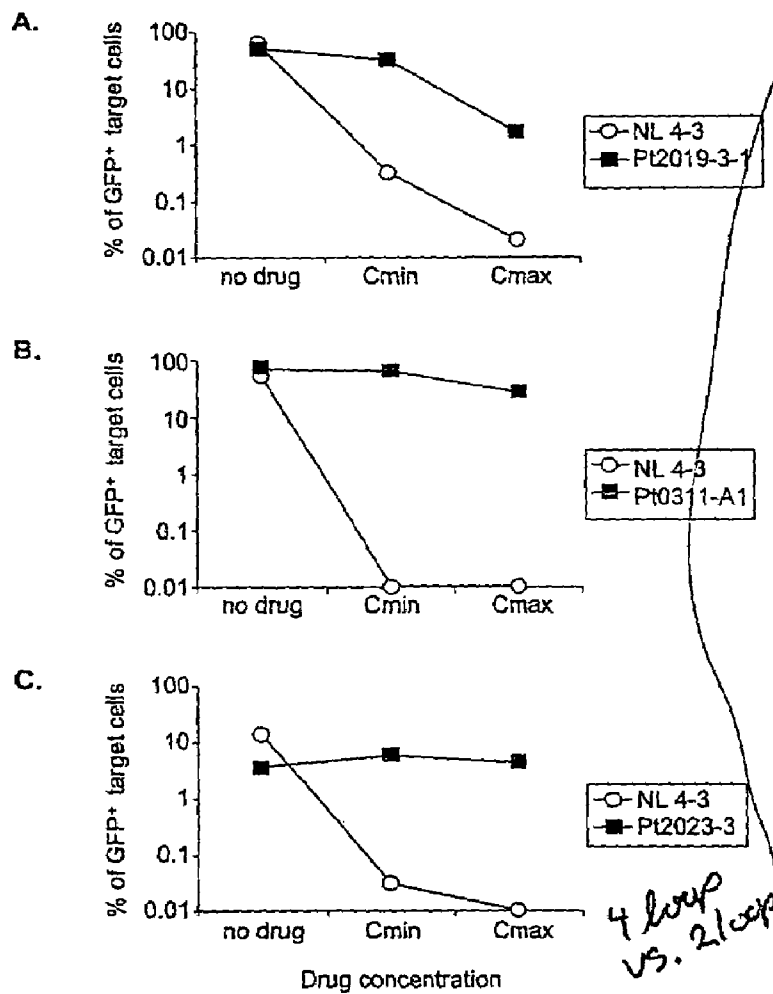 A.
% of GFP+ target cells
100
10
1
0.1
0.01
no drug Cmin Cmax
NL 4-3
Pt2019-3-1
B.
% of GFP+ target cells
100
10
1
0.1
0.01
no drug Cmin Cmax
NL 4-3
Pt0311-A1
C.
% of GFP+ target cells
100
10
1
0.1
0.01
no drug Cmin Cmax
NL 4-3
Pt2023-3
Drug concentration
4 loop
vs. 2loop